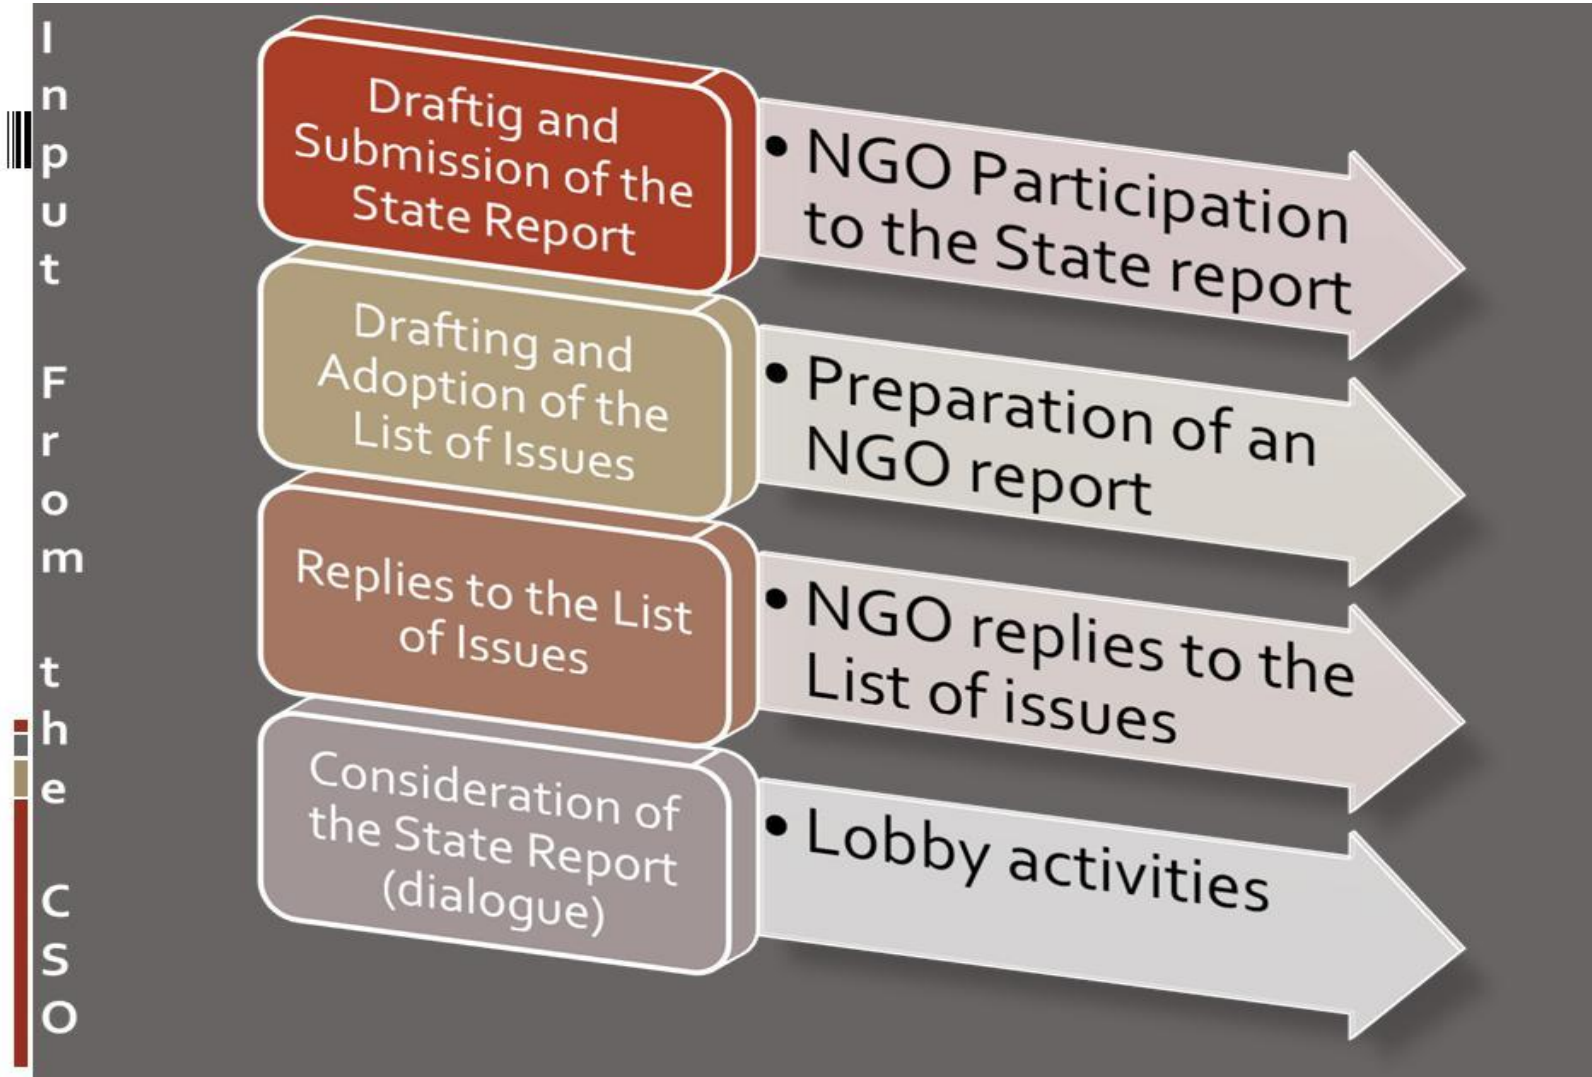 Input From the CSO
Draftig and
Submission of the
State Report
• NGO Participation
to the State report
Drafting and
Adoption of the
List of Issues
• Preparation of an
NGO report
Replies to the List
of Issues
• NGO replies to the
List of issues
Consideration of
the State Report
(dialogue)
• Lobby activities